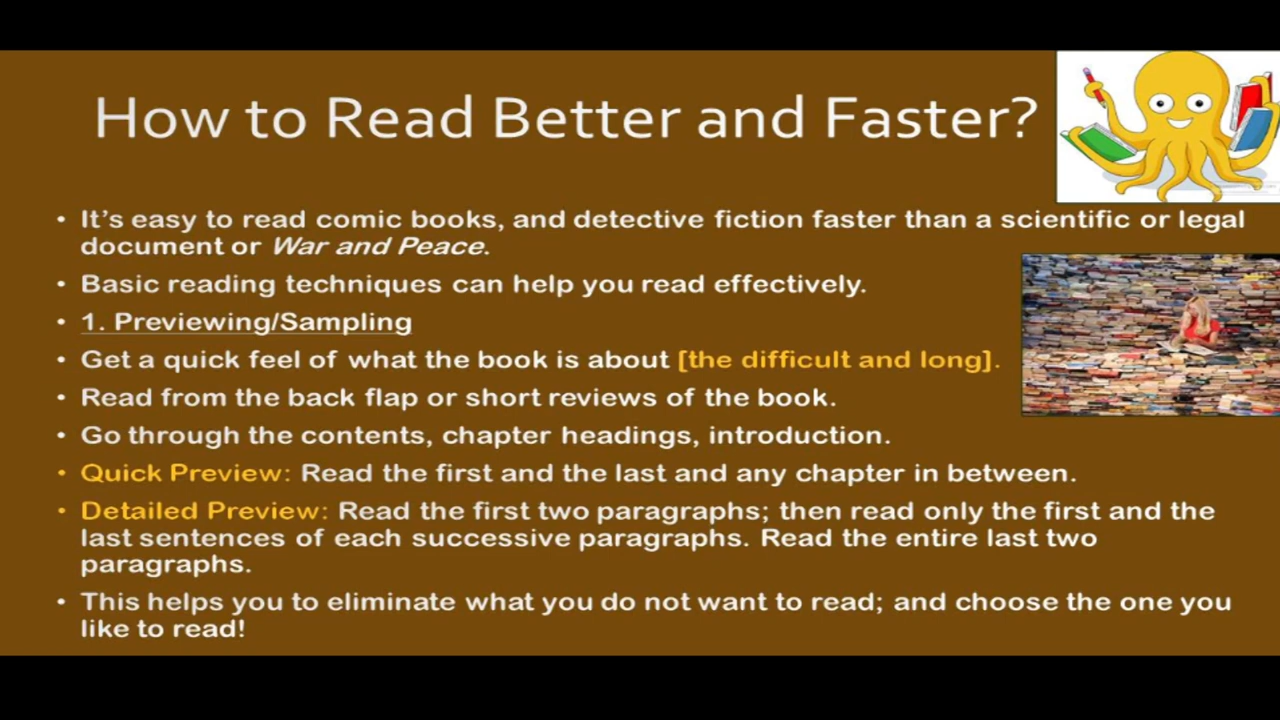 How to Read Better and Faster?
• It's easy to read comic books, and detective fiction faster than a scientific or legal
document or War and Peace.
• Basic reading techniques can help you read effectively.
• 1. Previewing/Sampling
• Get a quick feel of what the book is about [the difficult and long].
• Read from the back flap or short reviews of the book.
• Go through the contents, chapter headings, introduction.
• Quick Preview: Read the first and the last and any chapter in between.
• Detailed Preview: Read the first two paragraphs; then read only the first and the
last sentences of each successive paragraphs. Read the entire last two
paragraphs.
• This helps you to eliminate what you do not want to read; and choose the one you
like to read!